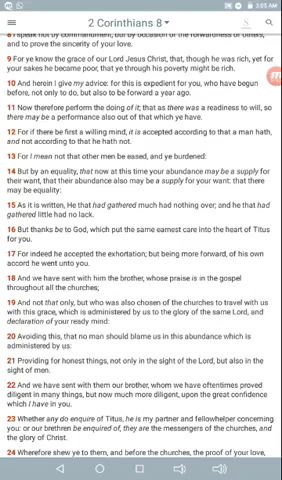 3:05 AM
2 Corinthians 8
8 I speak not by commandment, but by occasion of the forwardness of others,
and to prove the sincerity of your love.
9 For ye know the grace of our Lord Jesus Christ, that, though he was rich, yet for
your sakes he became poor, that ye through his poverty might be rich.
10 And herein I give my advice: for this is expedient for you, who have begun
before, not only to do, but also to be forward a year ago.
11 Now therefore perform the doing of it; that as there was a readiness to will, so
there may be a performance also out of that which ye have.
12 For if there be first a willing mind, it is accepted according to that a man hath,
and not according to that he hath not.
13 For I mean not that other men be eased, and ye burdened:
14 But by an equality, that now at this time your abundance may be a supply for
their want, that their abundance also may be a supply for your want: that there
may be equality:
15 As it is written, He that had gathered much had nothing over; and he that had
gathered little had no lack.
16 But thanks be to God, which put the same earnest care into the heart of Titus
for you.
17 For indeed he accepted the exhortation; but being more forward, of his own
accord he went unto you.
18 And we have sent with him the brother, whose praise is in the gospel
throughout all the churches;
19 And not that only, but who was also chosen of the churches to travel with us
with this grace, which is administered by us to the glory of the same Lord, and
declaration of your ready mind:
20 Avoiding this, that no man should blame us in this abundance which is
administered by us:
21 Providing for honest things, not only in the sight of the Lord, but also in the
sight of men.
22 And we have sent with them our brother, whom we have oftentimes proved
diligent in many things, but now much more diligent, upon the great confidence
which I have in you.
23 Whether any do enquire of Titus, he is my partner and fellowhelper concerning
you: or our brethren be enquired of, they are the messengers of the churches, and
the glory of Christ.
24 Wherefore shew ye to them, and before the churches, the proof of your love,